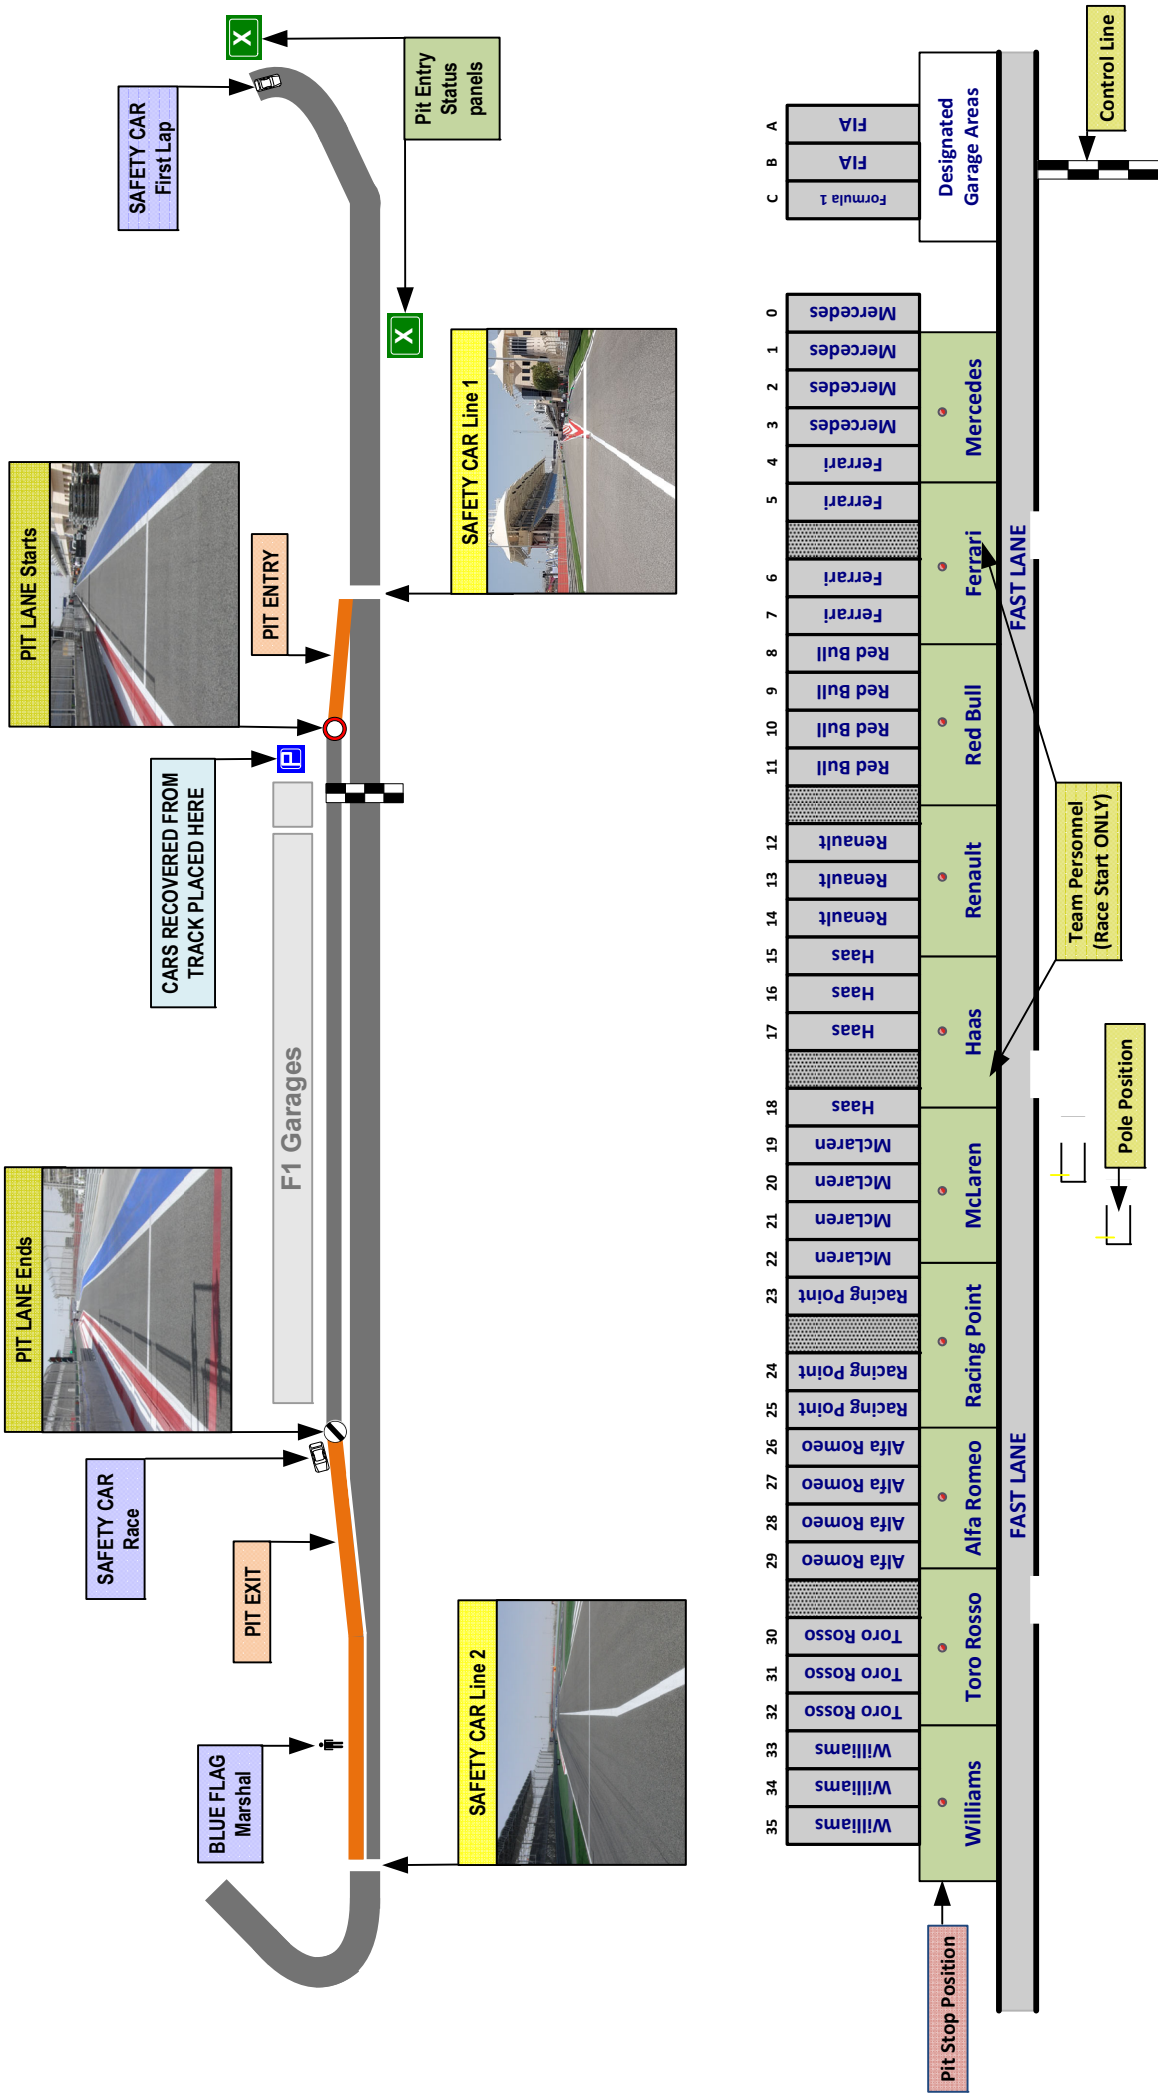 PIT LANE Ends
PIT LANE Starts
SAFETY CAR
First Lap
SAFETY CAR
Race
CARS RECOVERED FROM
TRACK PLACED HERE
BLUE FLAG
Marshal
PIT EXIT
PIT ENTRY
X
P
F1 Garages
X
Pit Entry
Status
panels
SAFETY CAR Line 2
SAFETY CAR Line 1
35
34
33
32
31
30
29
28
27
26
25
24
23
22
21
20
19
18
17
16
15
14
13
12
11
10
9
8
7
6
5
4
3
2
1
0
C
B
A
Williams
Williams
Williams
Toro Rosso
Toro Rosso
Toro Rosso
Alfa Romeo
Alfa Romeo
Alfa Romeo
Alfa Romeo
Racing Point
Racing Point
Racing Point
McLaren
McLaren
McLaren
McLaren
Haas
Haas
Haas
Haas
Renault
Renault
Renault
Red Bull
Red Bull
Red Bull
Red Bull
Ferrari
Ferrari
Ferrari
Ferrari
Mercedes
Mercedes
Mercedes
Mercedes
Formula 1
FIA
FIA
Pit Stop Position
Williams
Toro Rosso
Alfa Romeo
Racing Point
McLaren
Haas
Renault
Red Bull
Ferrari
Mercedes
Designated
Garage Areas
FAST LANE
FAST LANE
Team Personnel
(Race Start ONLY)
Pole Position
Control Line